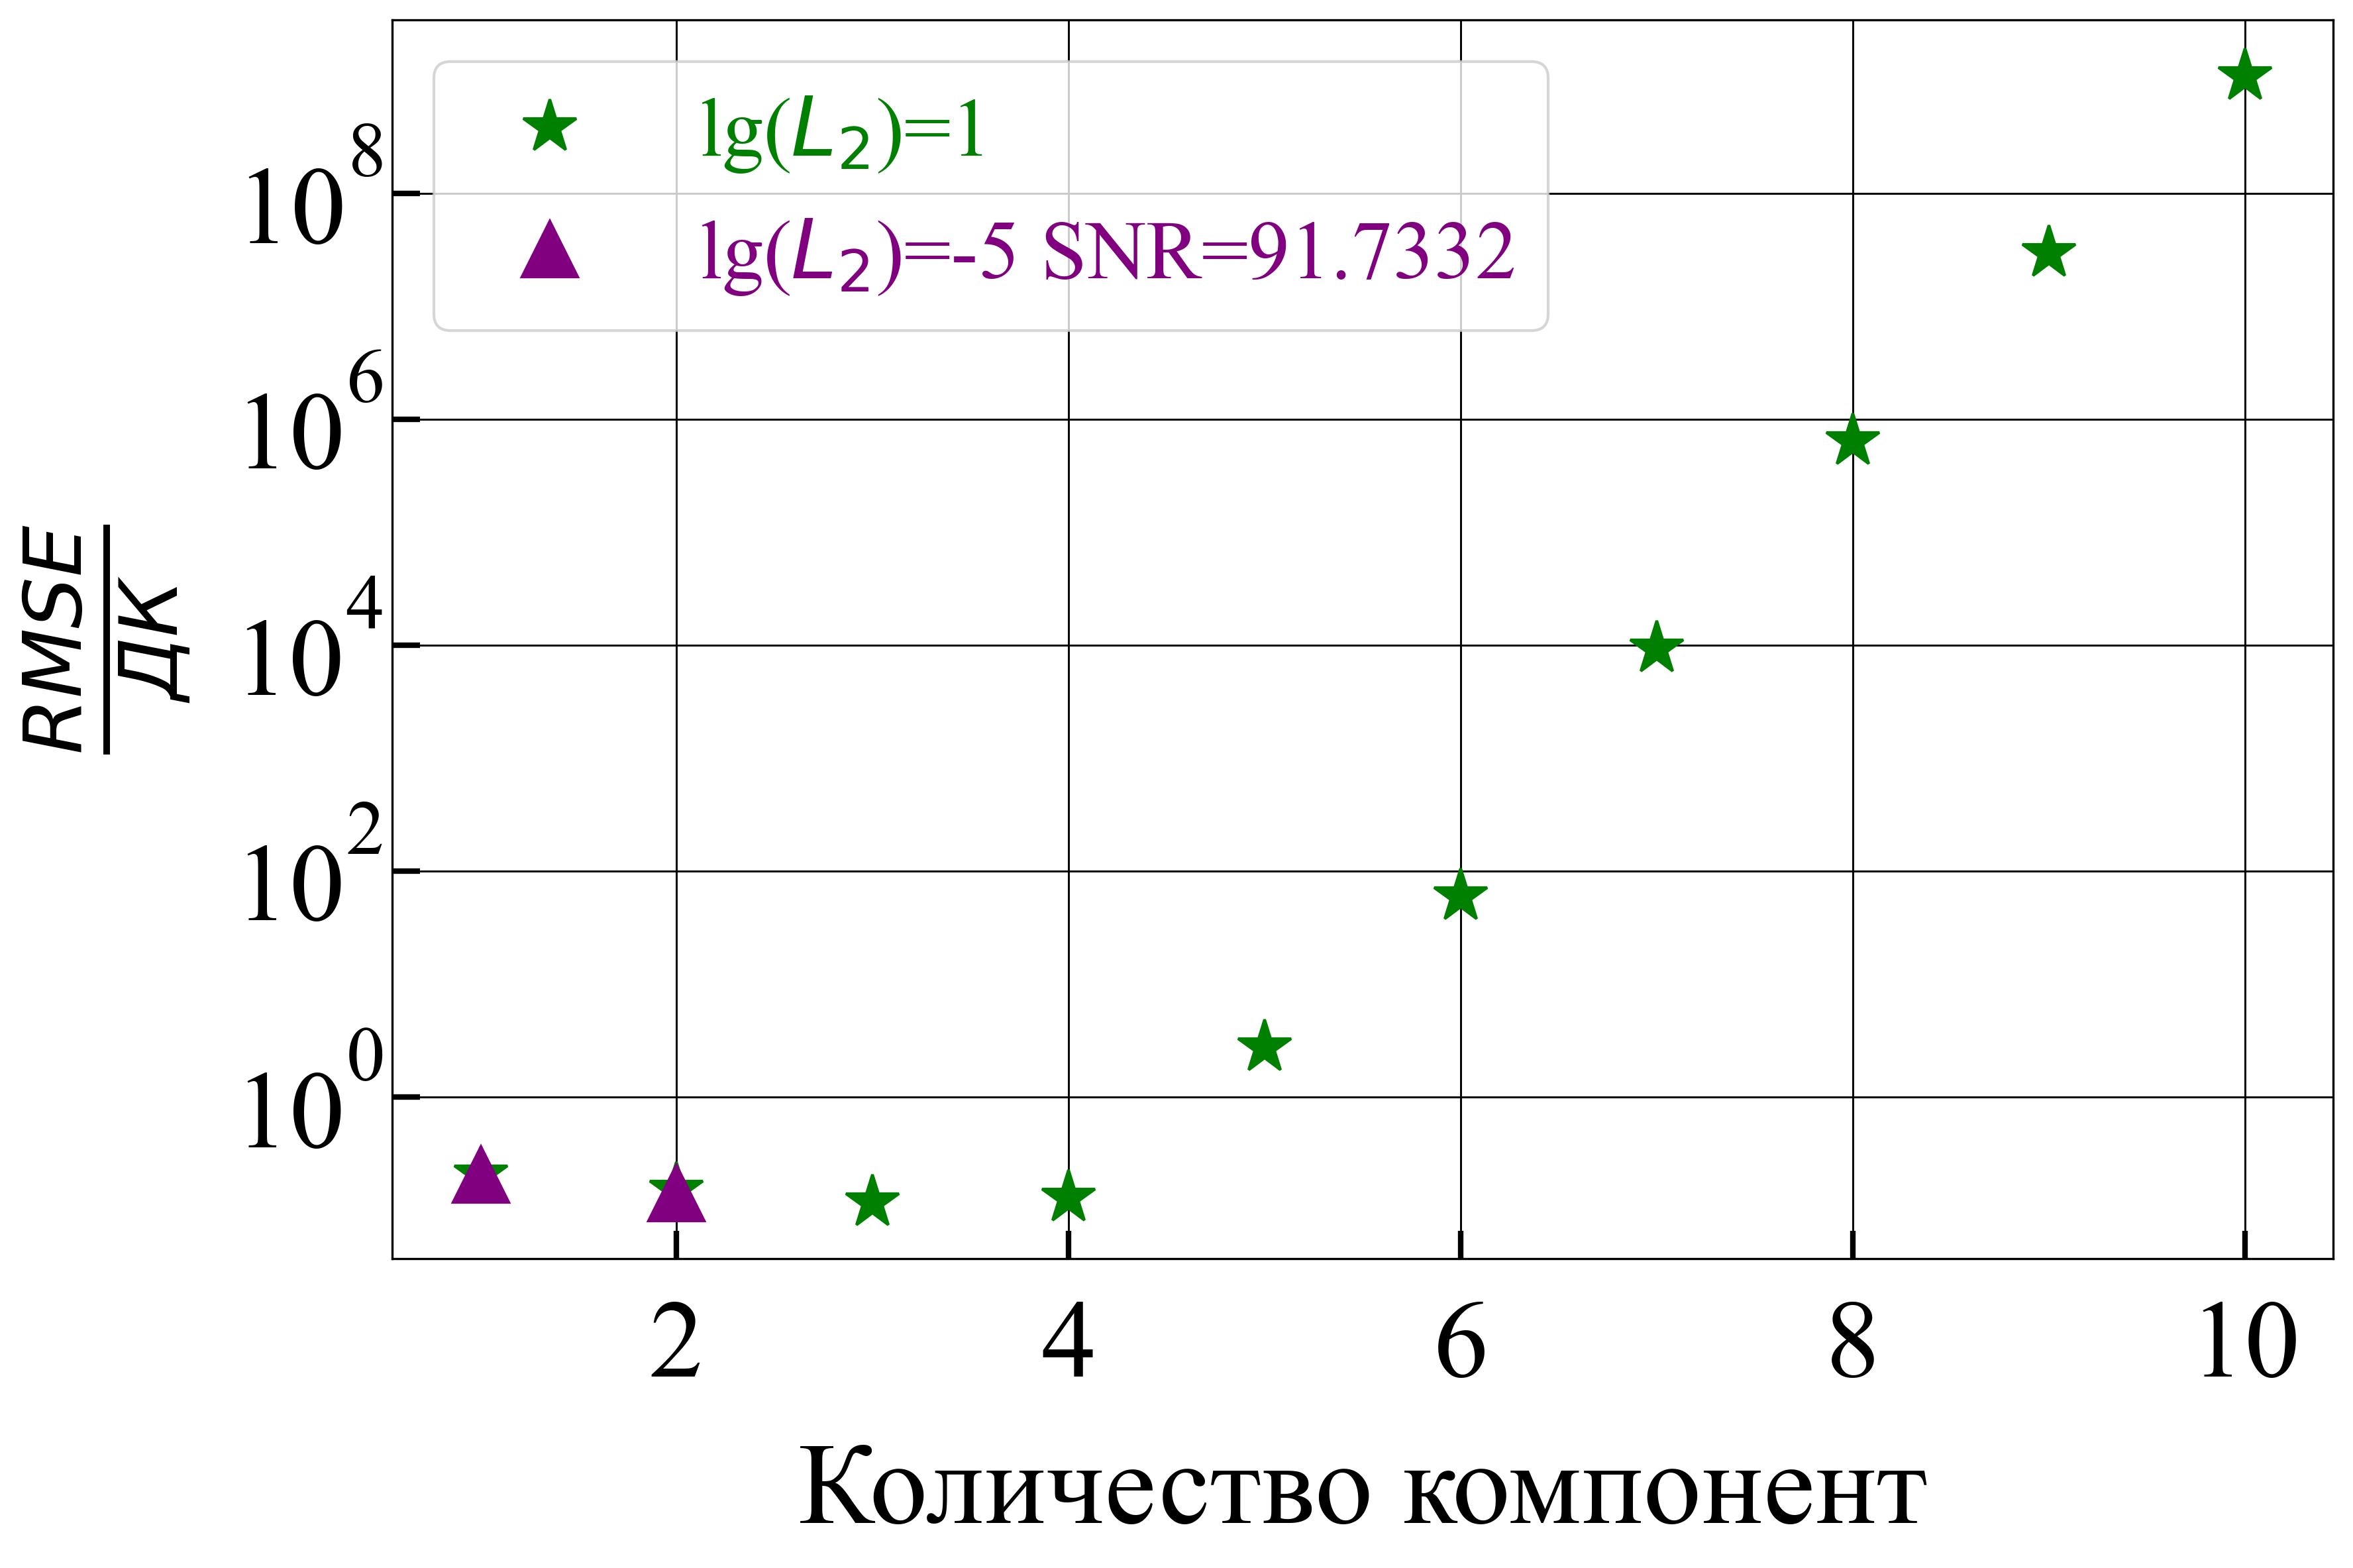 lg(L₂)=1
lg(L₂)=-5 SNR=91.7332
10⁸
10⁶
10⁴
10²
10⁰
RMSE
ДК
2 4 6 8 10
Количество компонент